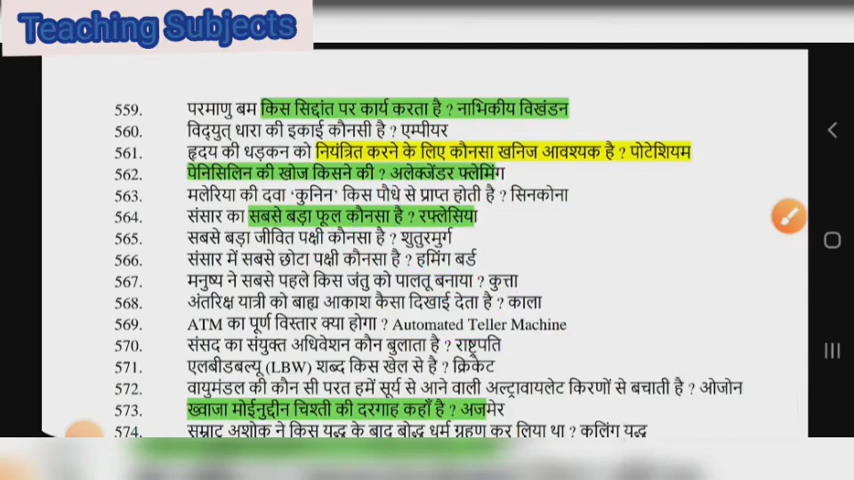 Teaching Subjects
559. परमाणु बम किस सिद्दांत पर कार्य करता है ? नाभिकीय विखंडन
560. विद्युत् धारा की इकाई कौनसी है ? एम्पीयर
561. हृदय की धड़कन को नियंत्रित करने के लिए कौनसा खनिज आवश्यक है ? पोटेशियम
562. पेनिसिलिन की खोज किसने की ? अलेक्जेंडर फ्लेमिंग
563. मलेरिया की दवा ‘कुनिन’ किस पौधे से प्राप्त होती है ? सिनकोना
564. संसार का सबसे बड़ा फूल कौनसा है ? रफ्लेसिया
565. सबसे बड़ा जीवित पक्षी कौनसा है ? शुतुरमुर्ग
566. संसार में सबसे छोटा पक्षी कौनसा है ? हमिंग बर्ड
567. मनुष्य ने सबसे पहले किस जंतु को पालतू बनाया ? कुत्ता
568. अंतरिक्ष यात्री को बाह्य आकाश कैसा दिखाई देता है ? काला
569. ATM का पूर्ण विस्तार क्या होगा ? Automated Teller Machine
570. संसद का संयुक्त अधिवेशन कौन बुलाता है ? राष्ट्रपति
571. एलबीडबल्यू (LBW) शब्द किस खेल से है ? क्रिकेट
572. वायुमंडल की कौन सी परत हमें सूर्य से आने वाली अल्ट्रावायलेट किरणों से बचाती है ? ओजोन
573. ख्वाजा मोईनुद्दीन चिश्ती की दरगाह कहाँ है ? अजमेर
574. सम्राट अशोक ने किस युद्ध के बाद बोद्ध धर्म ग्रहण कर लिया था ? कलिंग युद्ध